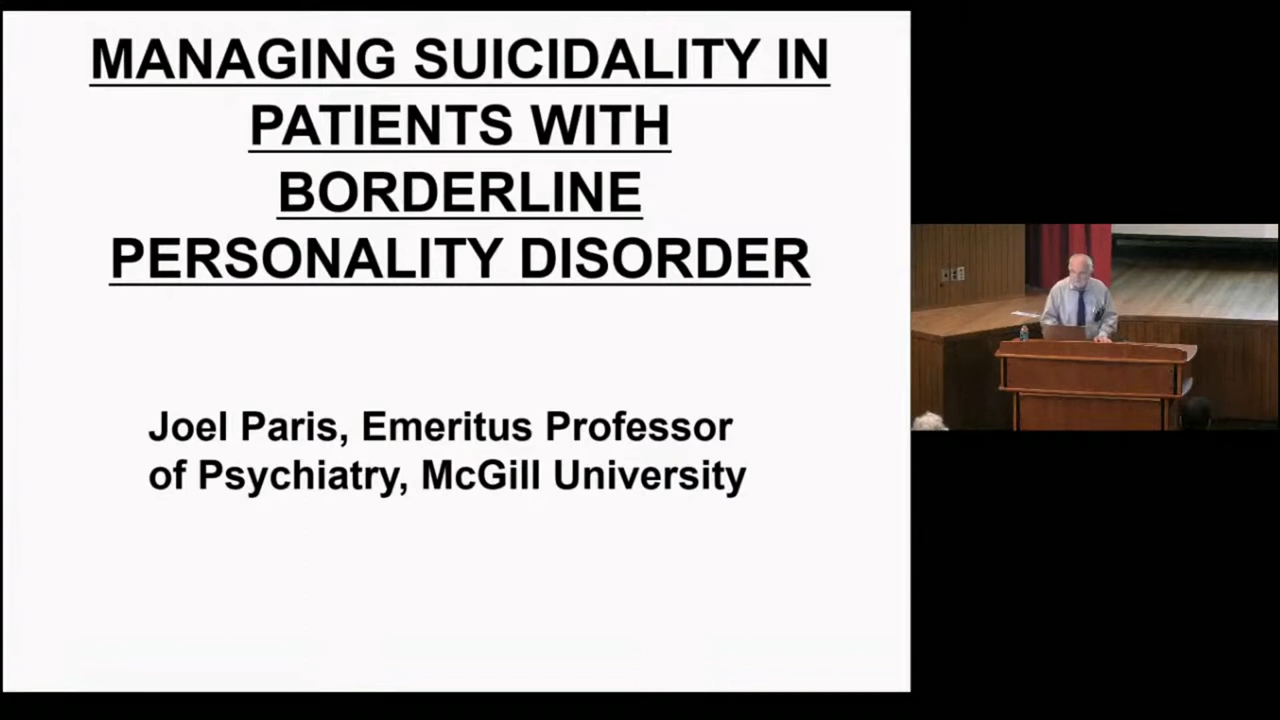 MANAGING SUICIDALITY IN
PATIENTS WITH
BORDERLINE
PERSONALITY DISORDER
Joel Paris, Emeritus Professor
of Psychiatry, McGill University